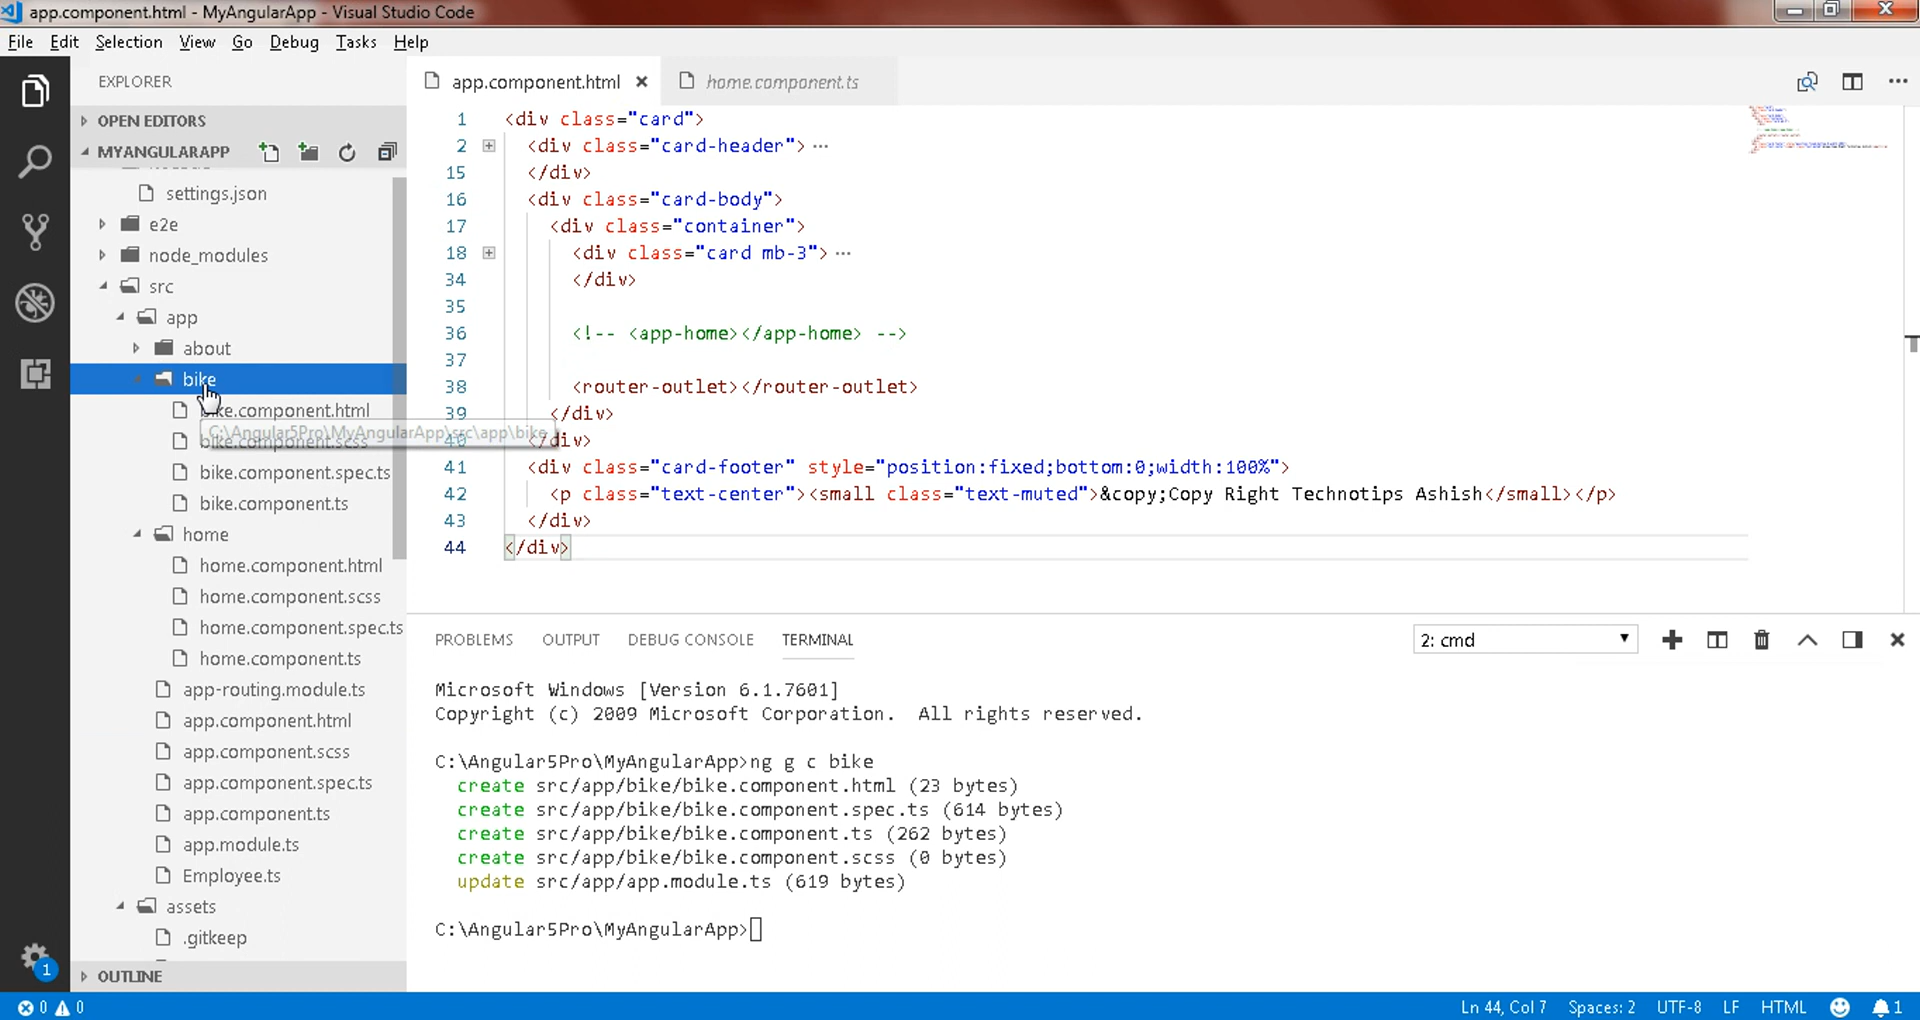 app.component.html - MyAngularApp - Visual Studio Code
File Edit Selection View Go Debug Tasks Help
EXPLORER
OPEN EDITORS
MYANGULARAPP
settings.json
e2e
node_modules
src
app
about
bike
bike.component.html
C:\Angular5Pro\MyAngularApp\src\app\bike
bike.component.scss
bike.component.spec.ts
bike.component.ts
home
home.component.html
home.component.scss
home.component.spec.ts
home.component.ts
app-routing.module.ts
app.component.html
app.component.scss
app.component.spec.ts
app.component.ts
app.module.ts
Employee.ts
assets
.gitkeep
OUTLINE
app.component.html home.component.ts
1 <div class="card">
2 <div class="card-header"> ···
15 </div>
16 <div class="card-body">
17 <div class="container">
18 <div class="card mb-3"> ···
34 </div>
35
36 <!-- <app-home></app-home> -->
37
38 <router-outlet></router-outlet>
39 </div>
40 </div>
41 <div class="card-footer" style="position:fixed;bottom:0;width:100%">
42 <p class="text-center"><small class="text-muted">&copy;Copy Right Technotips Ashish</small></p>
43 </div>
44 </div>
PROBLEMS OUTPUT DEBUG CONSOLE TERMINAL 2: cmd
Microsoft Windows [Version 6.1.7601]
Copyright (c) 2009 Microsoft Corporation. All rights reserved.
C:\Angular5Pro\MyAngularApp>ng g c bike
create src/app/bike/bike.component.html (23 bytes)
create src/app/bike/bike.component.spec.ts (614 bytes)
create src/app/bike/bike.component.ts (262 bytes)
create src/app/bike/bike.component.scss (0 bytes)
update src/app/app.module.ts (619 bytes)
C:\Angular5Pro\MyAngularApp>
1
0 0 Ln 44, Col 7 Spaces: 2 UTF-8 LF HTML 1